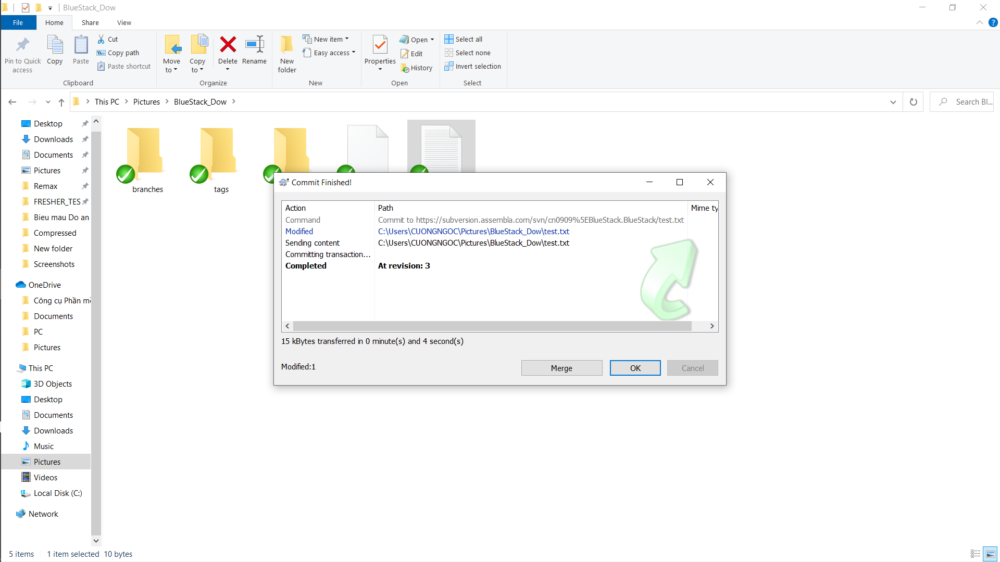 BlueStack_Dow
File Home Share View
Pin to Quick access
Copy
Paste
Cut
Copy path
Paste shortcut
Clipboard
Move to
Copy to
Delete
Rename
Organize
New folder
New item
Easy access
New
Properties
Open
Edit
History
Open
Select all
Select none
Invert selection
Select
This PC > Pictures > BlueStack_Dow >
Search Bl...
Desktop
Downloads
Documents
Pictures
Remax
FRESHER_TES
Bieu mau Do an
Compressed
New folder
Screenshots
OneDrive
Công cụ Phần m
Documents
PC
Pictures
This PC
3D Objects
Desktop
Documents
Downloads
Music
Pictures
Videos
Local Disk (C:)
Network
branches
tags
Commit Finished!
Action Path Mime ty
Command Commit to https://subversion.assembla.com/svn/cn0909%5EBlueStack.BlueStack/test.txt
Modified C:\Users\CUONGNGOC\Pictures\BlueStack_Dow\test.txt
Sending content C:\Users\CUONGNGOC\Pictures\BlueStack_Dow\test.txt
Committing transaction...
Completed At revision: 3
15 kBytes transferred in 0 minute(s) and 4 second(s)
Modified:1
Merge OK Cancel
5 items 1 item selected 10 bytes